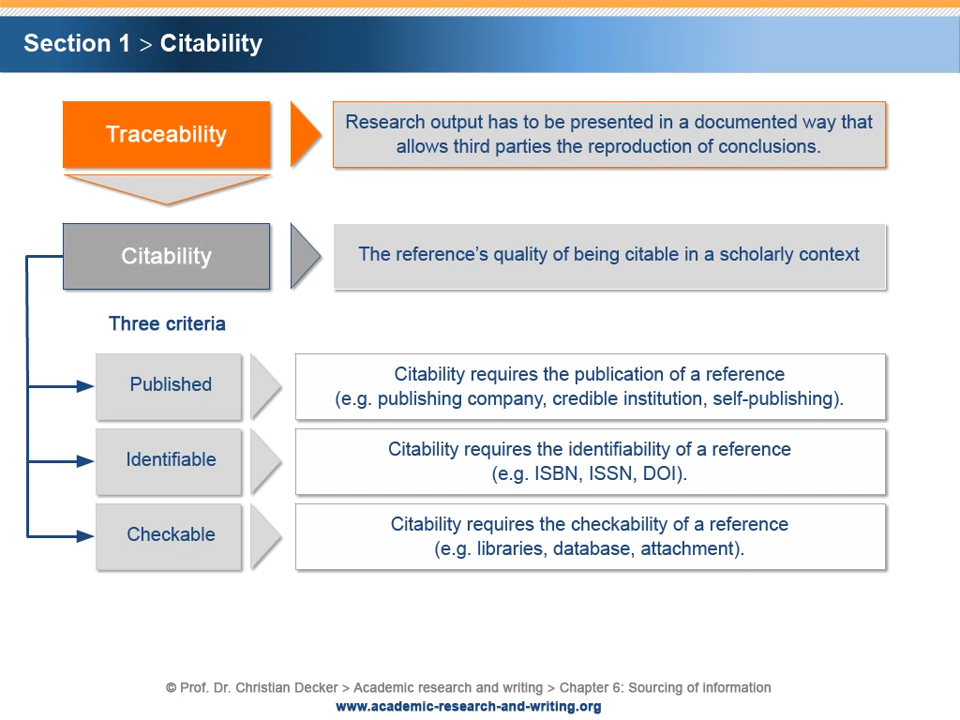 Section 1 > Citability
Traceability
Research output has to be presented in a documented way that
allows third parties the reproduction of conclusions.
Citability
The reference's quality of being citable in a scholarly context
Three criteria
Published
Citability requires the publication of a reference
(e.g. publishing company, credible institution, self-publishing).
Identifiable
Citability requires the identifiability of a reference
(e.g. ISBN, ISSN, DOI).
Checkable
Citability requires the checkability of a reference
(e.g. libraries, database, attachment).
© Prof. Dr. Christian Decker > Academic research and writing > Chapter 6: Sourcing of information
www.academic-research-and-writing.org